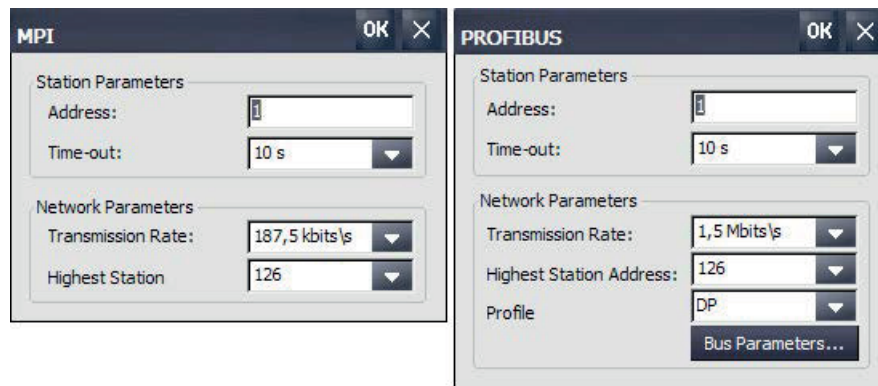 MPI OK ×
Station Parameters
Address: 1
Time-out: 10 s
Network Parameters
Transmission Rate: 187,5 kbits\s
Highest Station 126
PROFIBUS OK ×
Station Parameters
Address: 1
Time-out: 10 s
Network Parameters
Transmission Rate: 1,5 Mbits\s
Highest Station Address: 126
Profile DP
Bus Parameters...